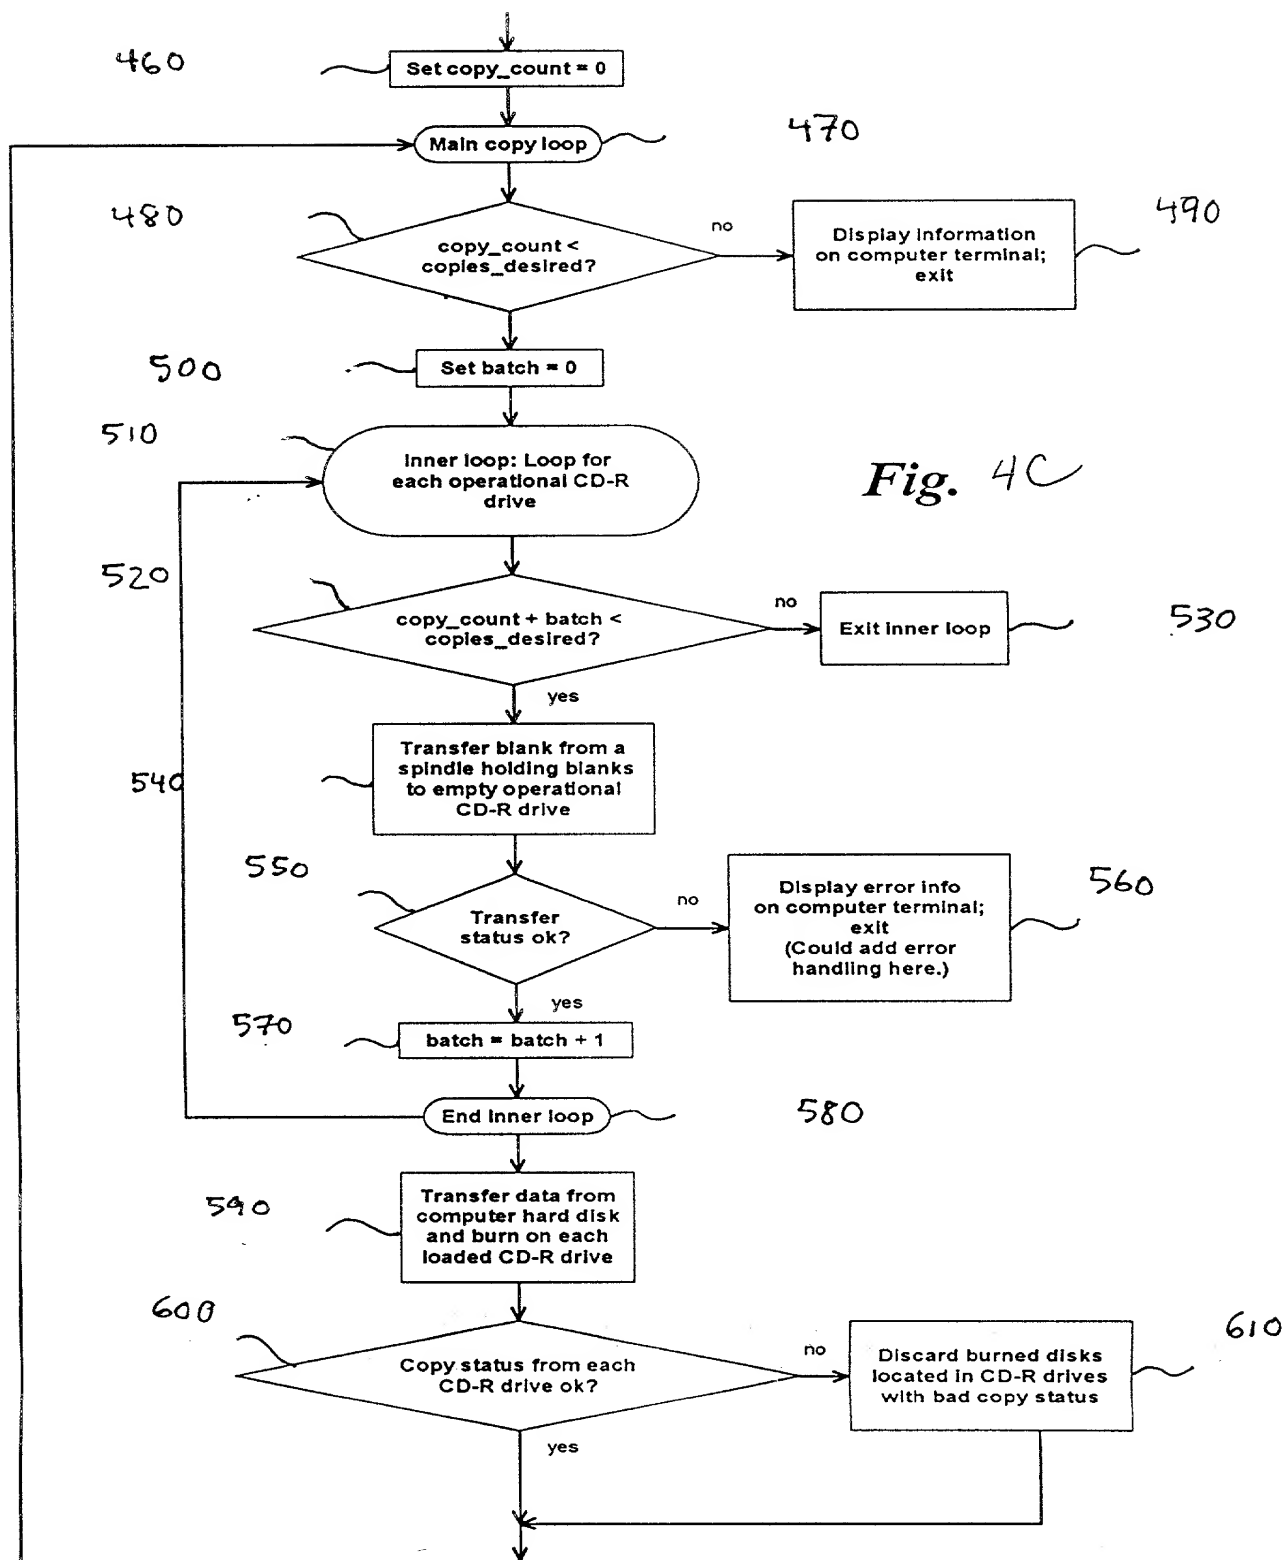 460
Set copy_count = 0
Main copy loop
470
480
copy_count <
copies_desired?
no
Display information
on computer terminal;
exit
490
500
Set batch = 0
510
Inner loop: Loop for
each operational CD-R
drive
Fig. 4C
520
copy_count + batch <
copies_desired?
no
Exit inner loop
530
yes
540
Transfer blank from a
spindle holding blanks
to empty operational
CD-R drive
550
Transfer
status ok?
no
Display error info
on computer terminal;
exit
(Could add error
handling here.)
560
yes
570
batch = batch + 1
End inner loop
580
590
Transfer data from
computer hard disk
and burn on each
loaded CD-R drive
600
Copy status from each
CD-R drive ok?
no
Discard burned disks
located in CD-R drives
with bad copy status
610
yes